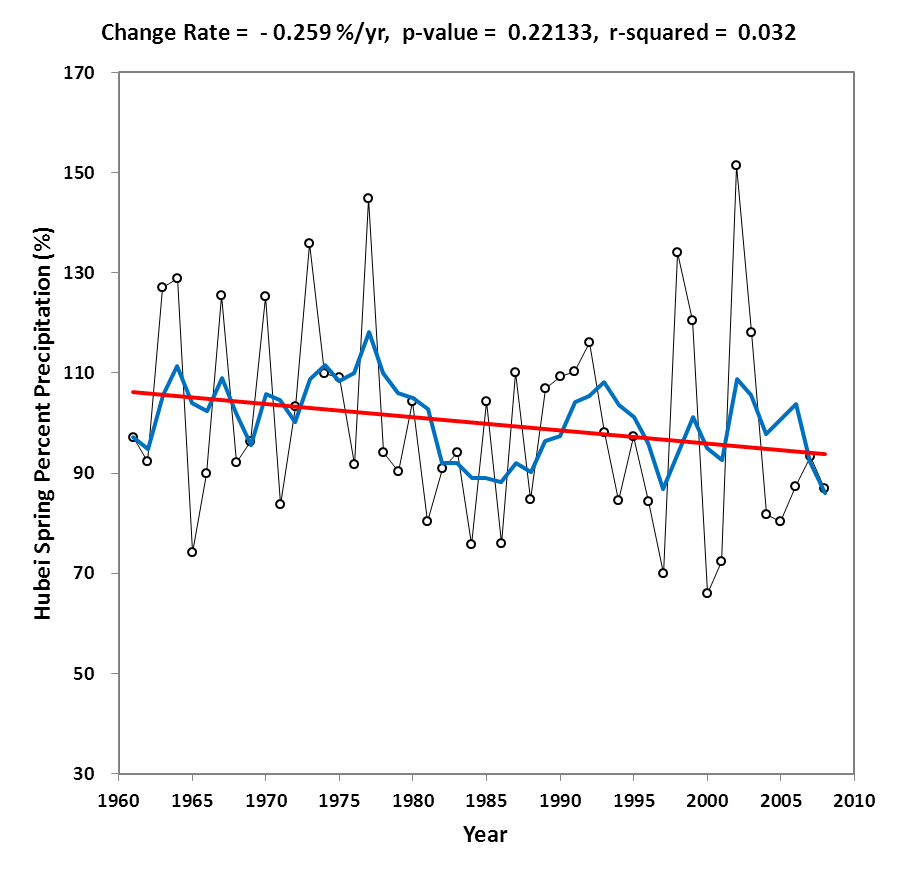 Change Rate = - 0.259 %/yr, p-value = 0.22133, r-squared = 0.032
170
150
130
110
90
70
50
30
Hubei Spring Percent Precipitation (%)
1960 1965 1970 1975 1980 1985 1990 1995 2000 2005 2010
Year